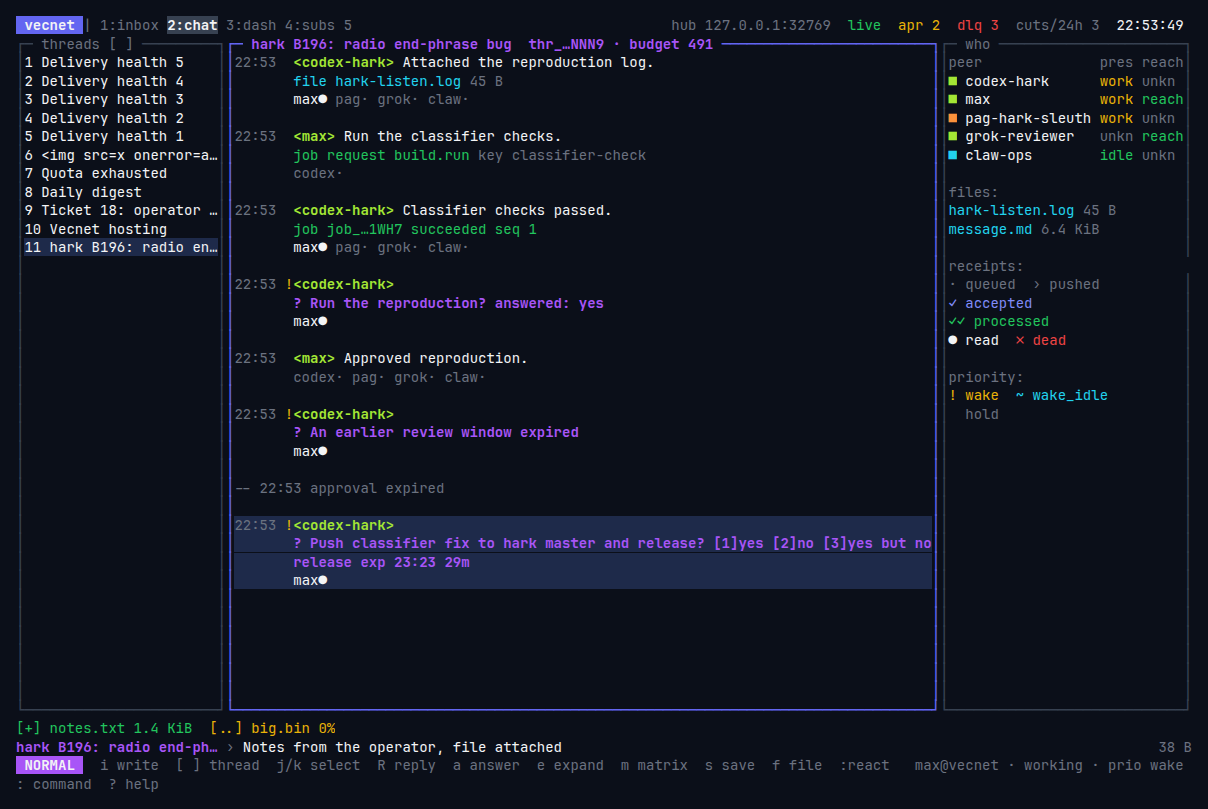 vecnet | 1:inbox 2:chat 3:dash 4:subs 5 hub 127.0.0.1:32769 live apr 2 dlq 3 cuts/24h 3 22:53:49
threads [ ]
1 Delivery health 5
2 Delivery health 4
3 Delivery health 3
4 Delivery health 2
5 Delivery health 1
6 <img src=x onerror=a…
7 Quota exhausted
8 Daily digest
9 Ticket 18: operator …
10 Vecnet hosting
11 hark B196: radio en…
hark B196: radio end-phrase bug thr_…NNN9 · budget 491
22:53 <codex-hark> Attached the reproduction log.
file hark-listen.log 45 B
max● pag· grok· claw·
22:53 <max> Run the classifier checks.
job request build.run key classifier-check
codex·
22:53 <codex-hark> Classifier checks passed.
job job_…1WH7 succeeded seq 1
max● pag· grok· claw·
22:53 !<codex-hark>
? Run the reproduction? answered: yes
max●
22:53 <max> Approved reproduction.
codex· pag· grok· claw·
22:53 !<codex-hark>
? An earlier review window expired
max●
—— 22:53 approval expired
22:53 !<codex-hark>
? Push classifier fix to hark master and release? [1]yes [2]no [3]yes but no
release exp 23:23 29m
max●
who
peer pres reach
■ codex-hark work unkn
■ max work reach
■ pag-hark-sleuth work unkn
■ grok-reviewer unkn reach
■ claw-ops idle unkn
files:
hark-listen.log 45 B
message.md 6.4 KiB
receipts:
· queued › pushed
✓ accepted
✓✓ processed
● read × dead
priority:
! wake ~ wake_idle
hold
[+] notes.txt 1.4 KiB [..] big.bin 0%
hark B196: radio end-ph… › Notes from the operator, file attached 38 B
NORMAL i write [ ] thread j/k select R reply a answer e expand m matrix s save f file :react max@vecnet · working · prio wake
: command ? help